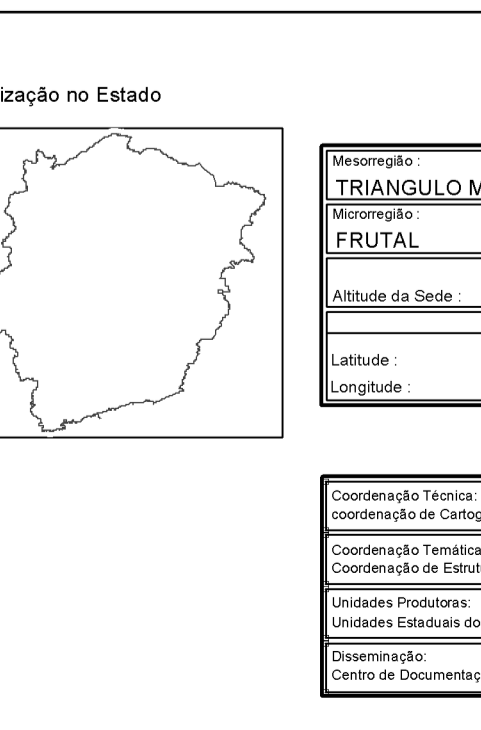 ização no Estado
Mesorregião :
TRIANGULO M
Microrregião :
FRUTAL
Altitude da Sede :
Latitude :
Longitude :
Coordenação Técnica:
coordenação de Cartog
Coordenação Temática
Coordenação de Estrut
Unidades Produtoras:
Unidades Estaduais do
Disseminação:
Centro de Documentaç